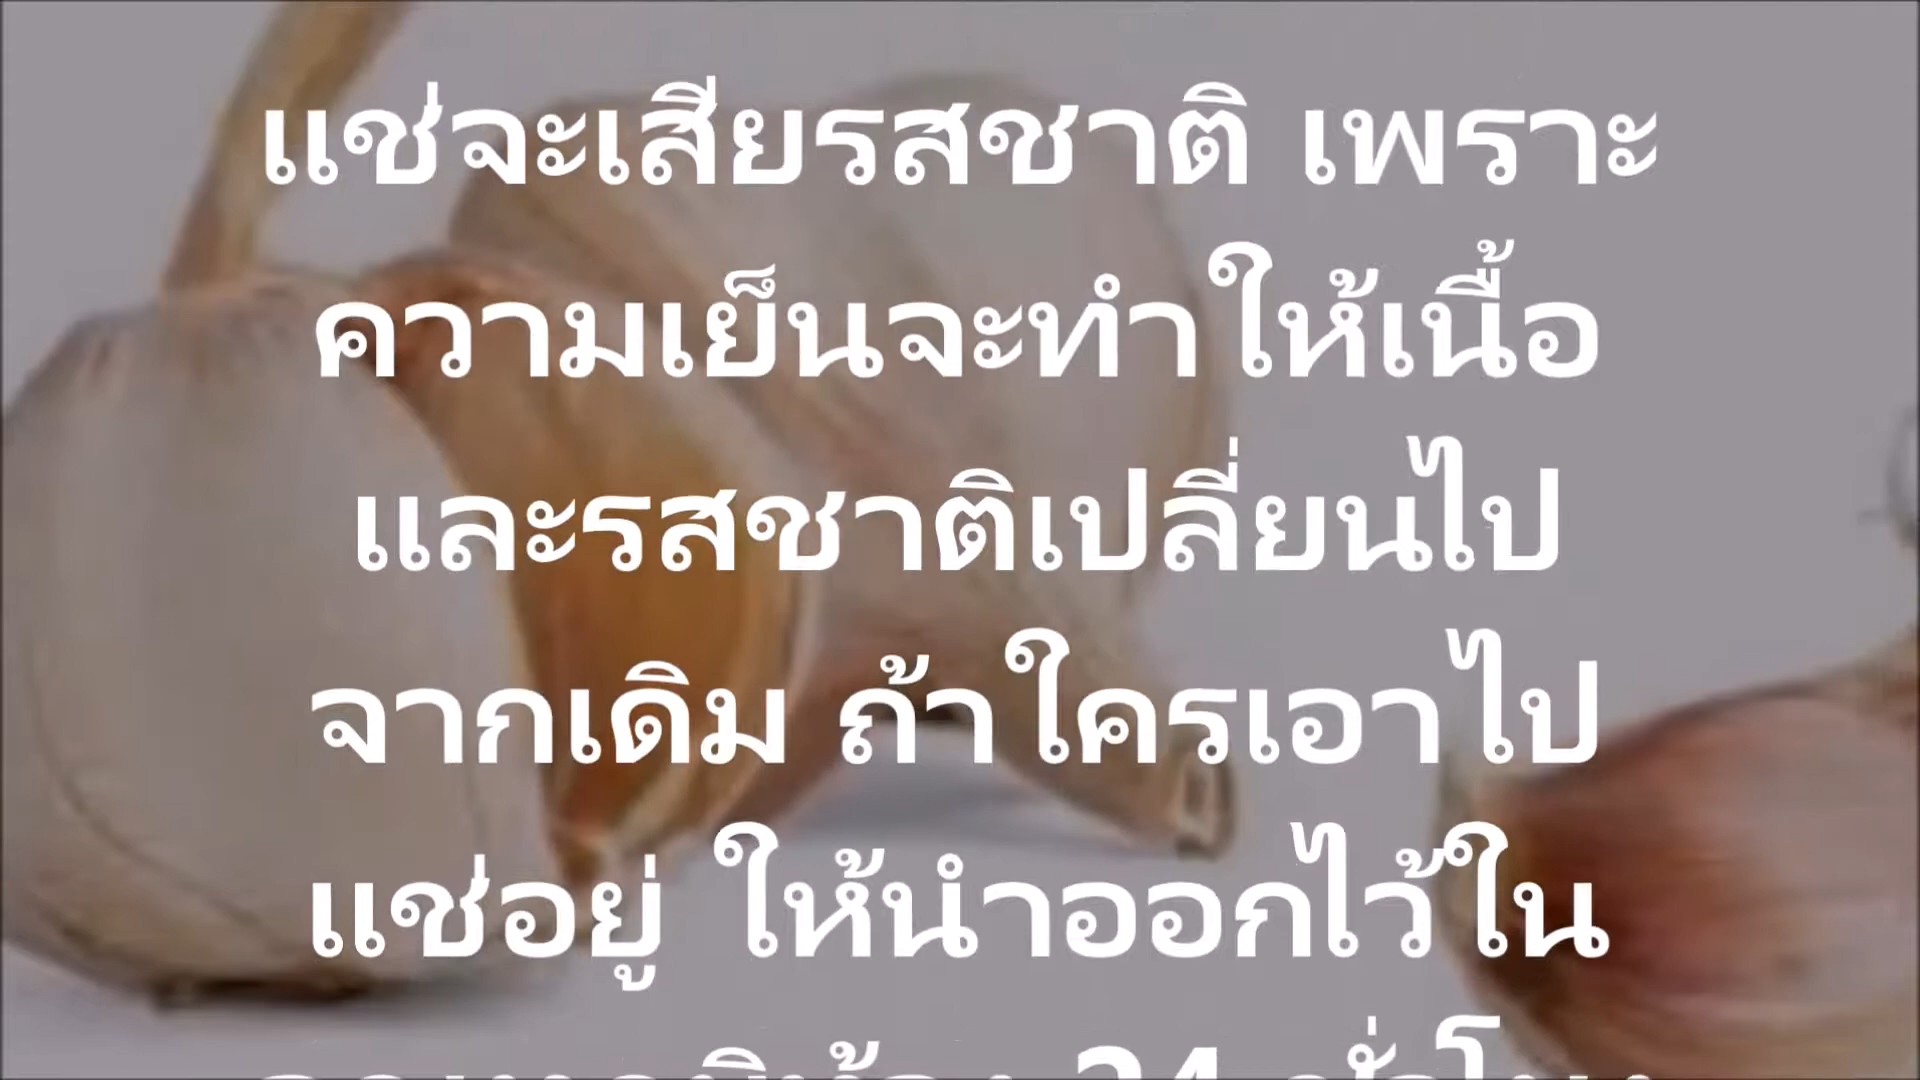 แช่จะเสียรสชาติ เพราะ
ความเย็นจะทำให้เนื้อ
และรสชาติเปลี่ยนไป
จากเดิม ถ้าใครเอาไป
แช่อยู่ ให้นำออกไว้ใน